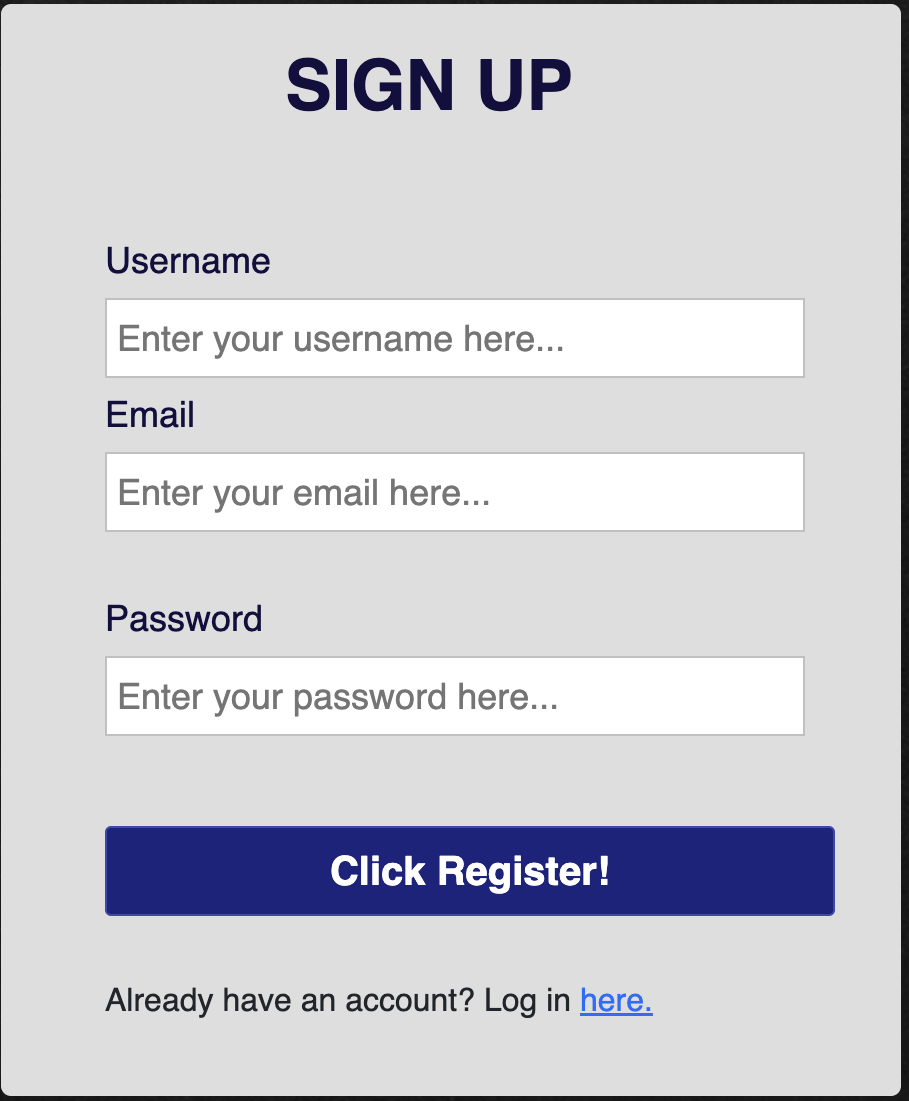 SIGN UP
Username
Enter your username here...
Email
Enter your email here...
Password
Enter your password here...
Click Register!
Already have an account? Log in here.